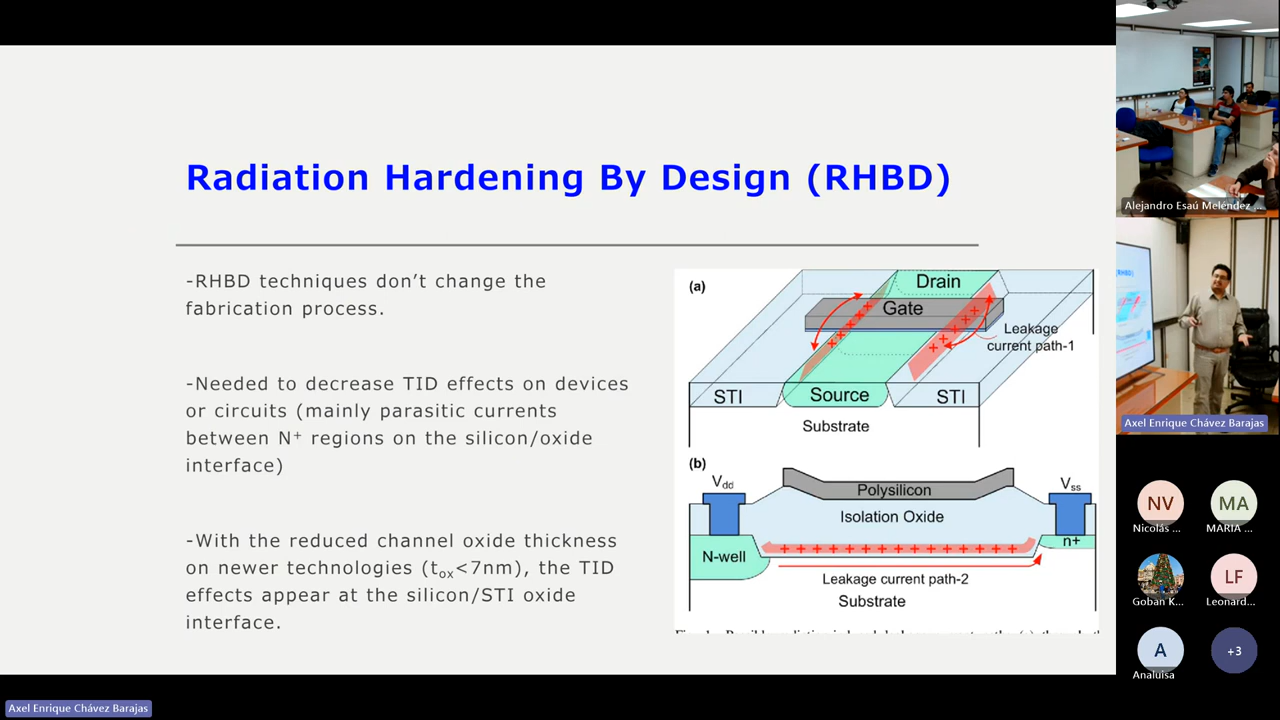 Radiation Hardening By Design (RHBD)
-RHBD techniques don’t change the
fabrication process.
-Needed to decrease TID effects on devices
or circuits (mainly parasitic currents
between N⁺ regions on the silicon/oxide
interface)
-With the reduced channel oxide thickness
on newer technologies (tₒₓ<7nm), the TID
effects appear at the silicon/STI oxide
interface.
(a)
Drain
Gate
Leakage
current path-1
STI
Source
STI
Substrate
(b)
Vdd
Vss
Polysilicon
Isolation Oxide
N-well
n+
Leakage current path-2
Substrate
Alejandro Esaú Meléndez ...
Axel Enrique Chávez Barajas
NV
MA
Nicolás ...
MARIA ...
LF
Goban K...
Leonard...
A
+3
Analuisa
Axel Enrique Chávez Barajas